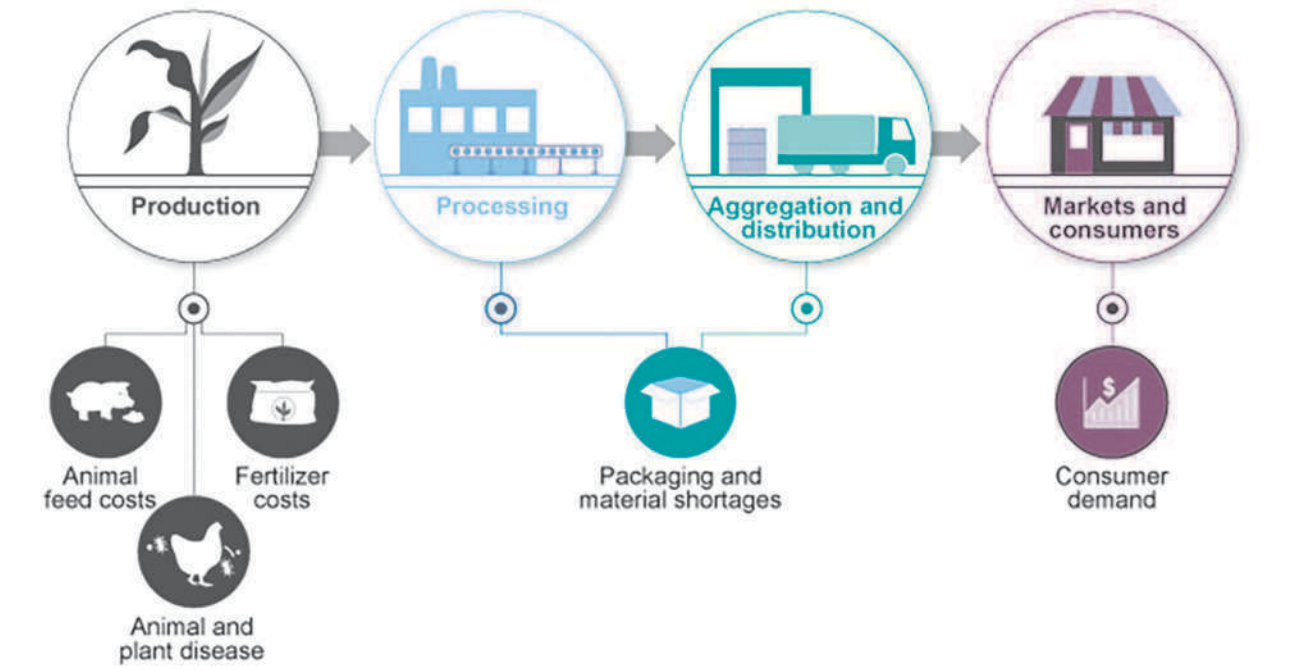 Production
Processing
Aggregation and
distribution
Markets and
consumers
Animal
feed costs
Fertilizer
costs
Packaging and
material shortages
$
Consumer
demand
Animal and
plant disease